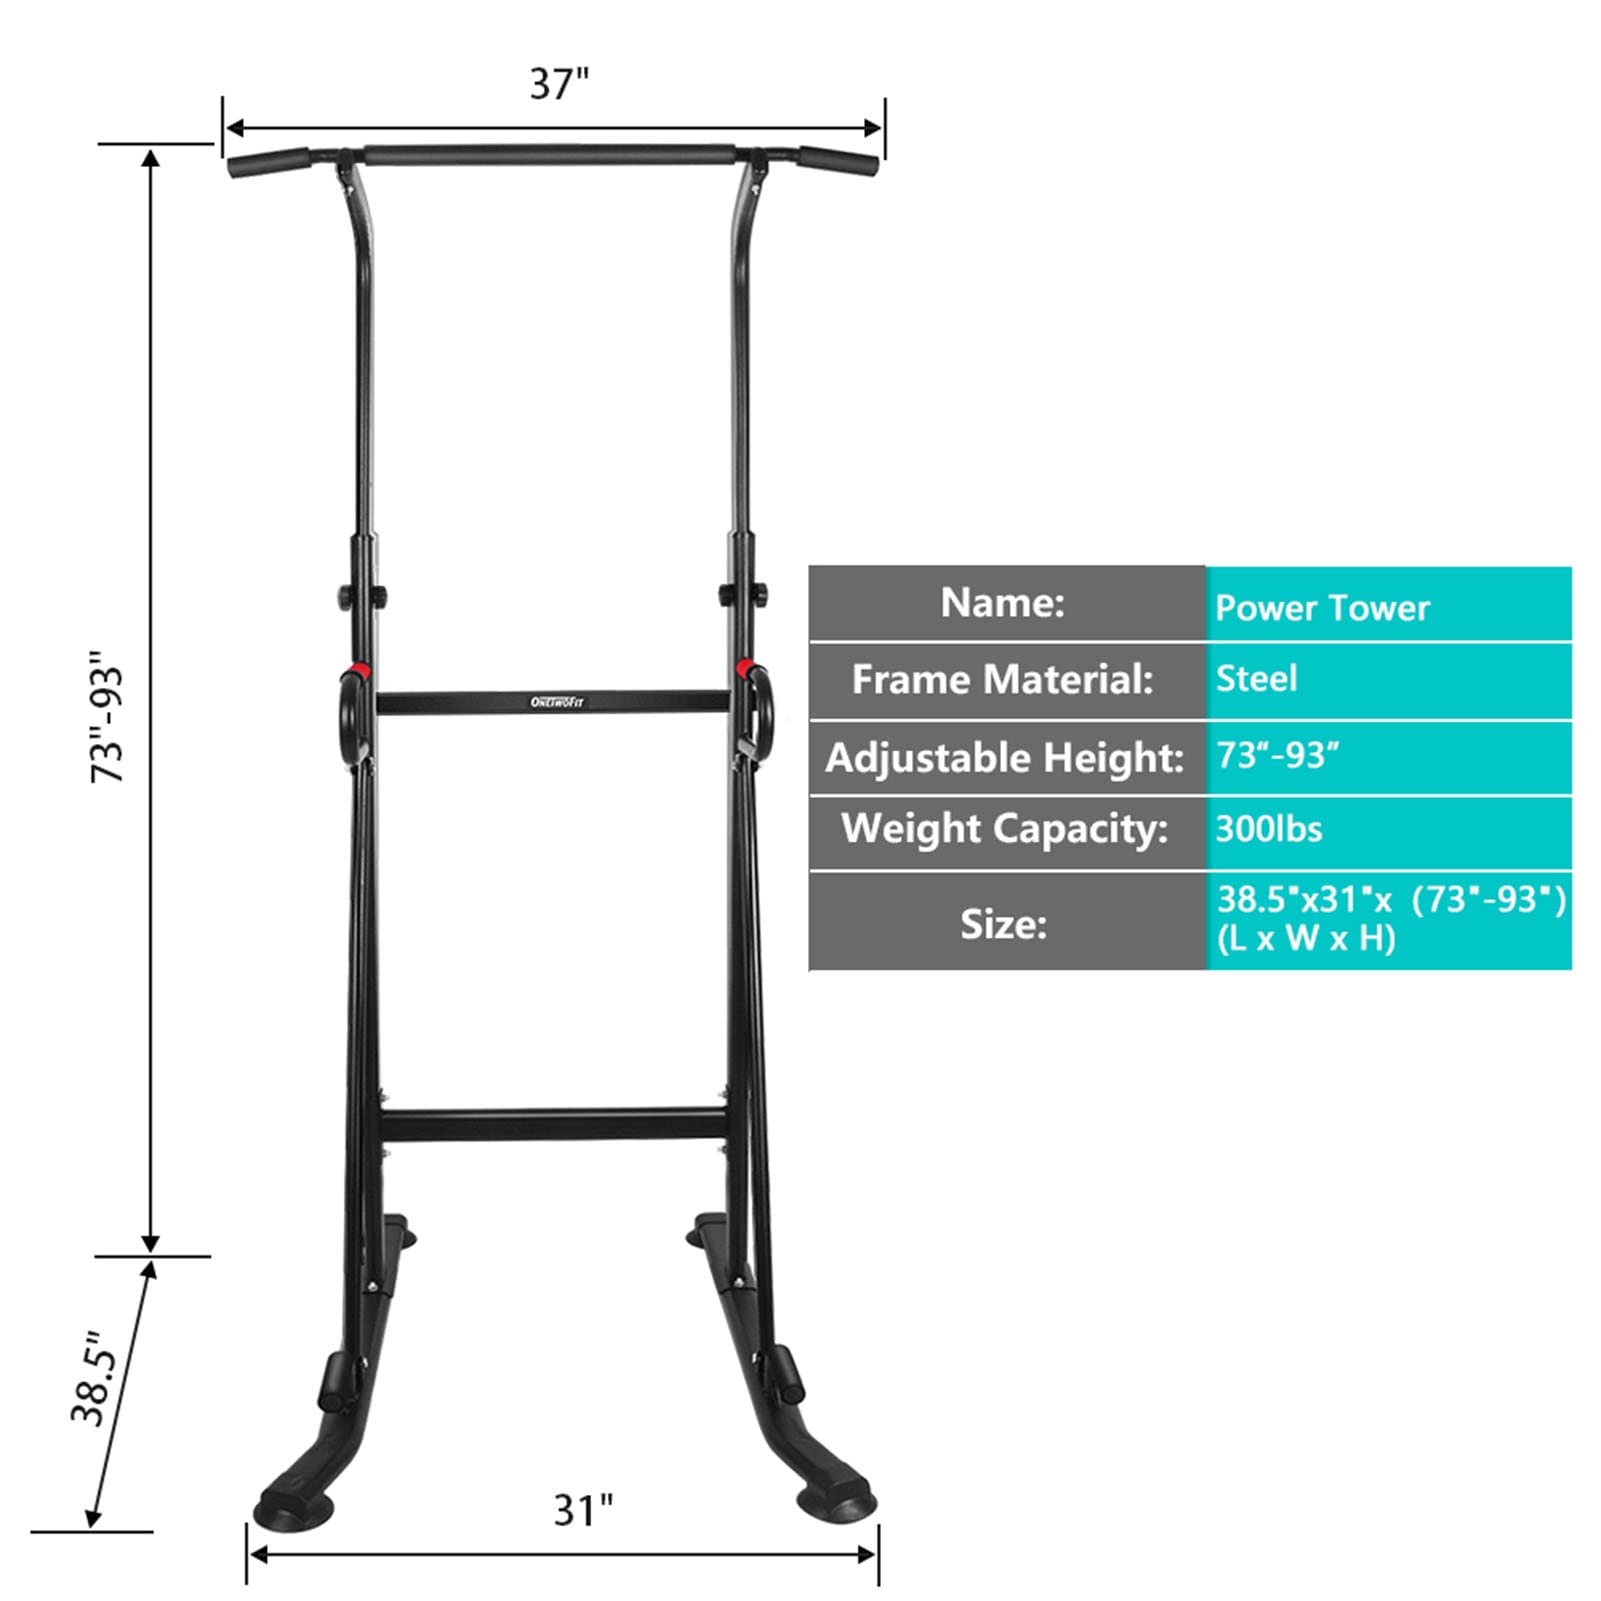 37"
73"-93"
ONETWOFIT
38.5"
31"
Name: Power Tower
Frame Material: Steel
Adjustable Height: 73“-93”
Weight Capacity: 300lbs
Size: 38.5"x31"x (73"-93")
(L x W x H)